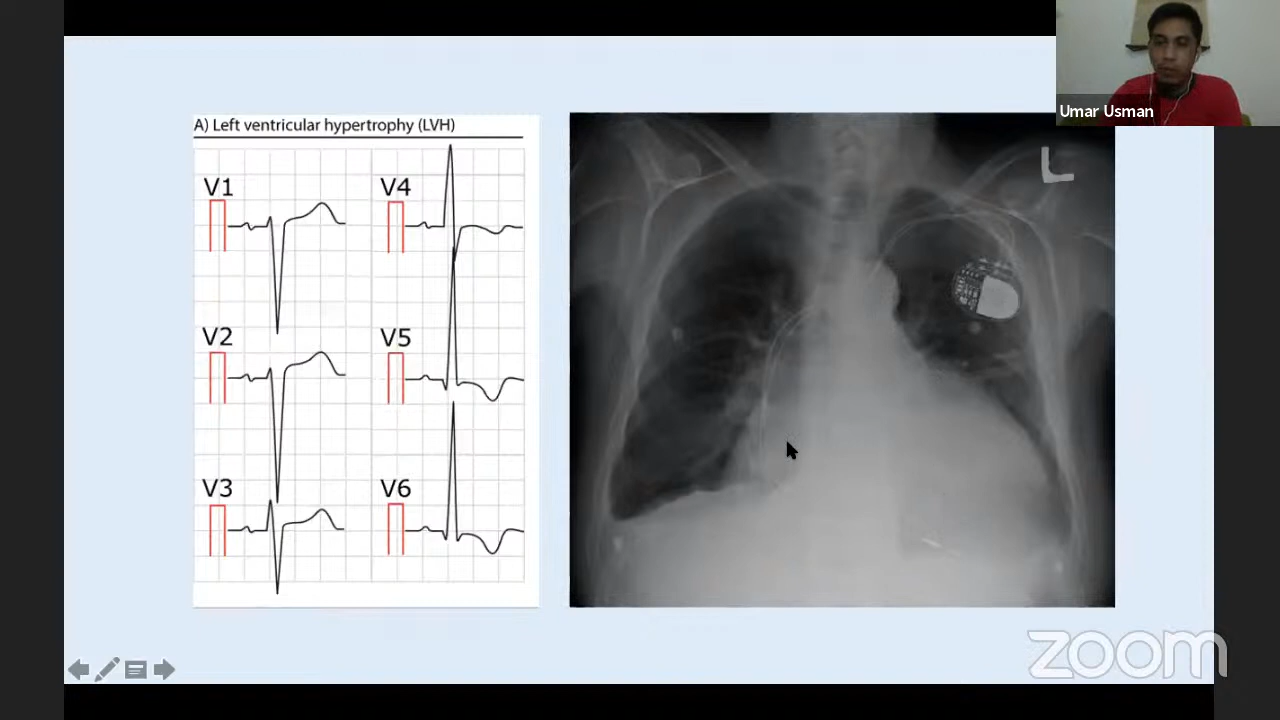 A) Left ventricular hypertrophy (LVH)
V1
V4
V2
V5
V3
V6
L
Umar Usman
zoom